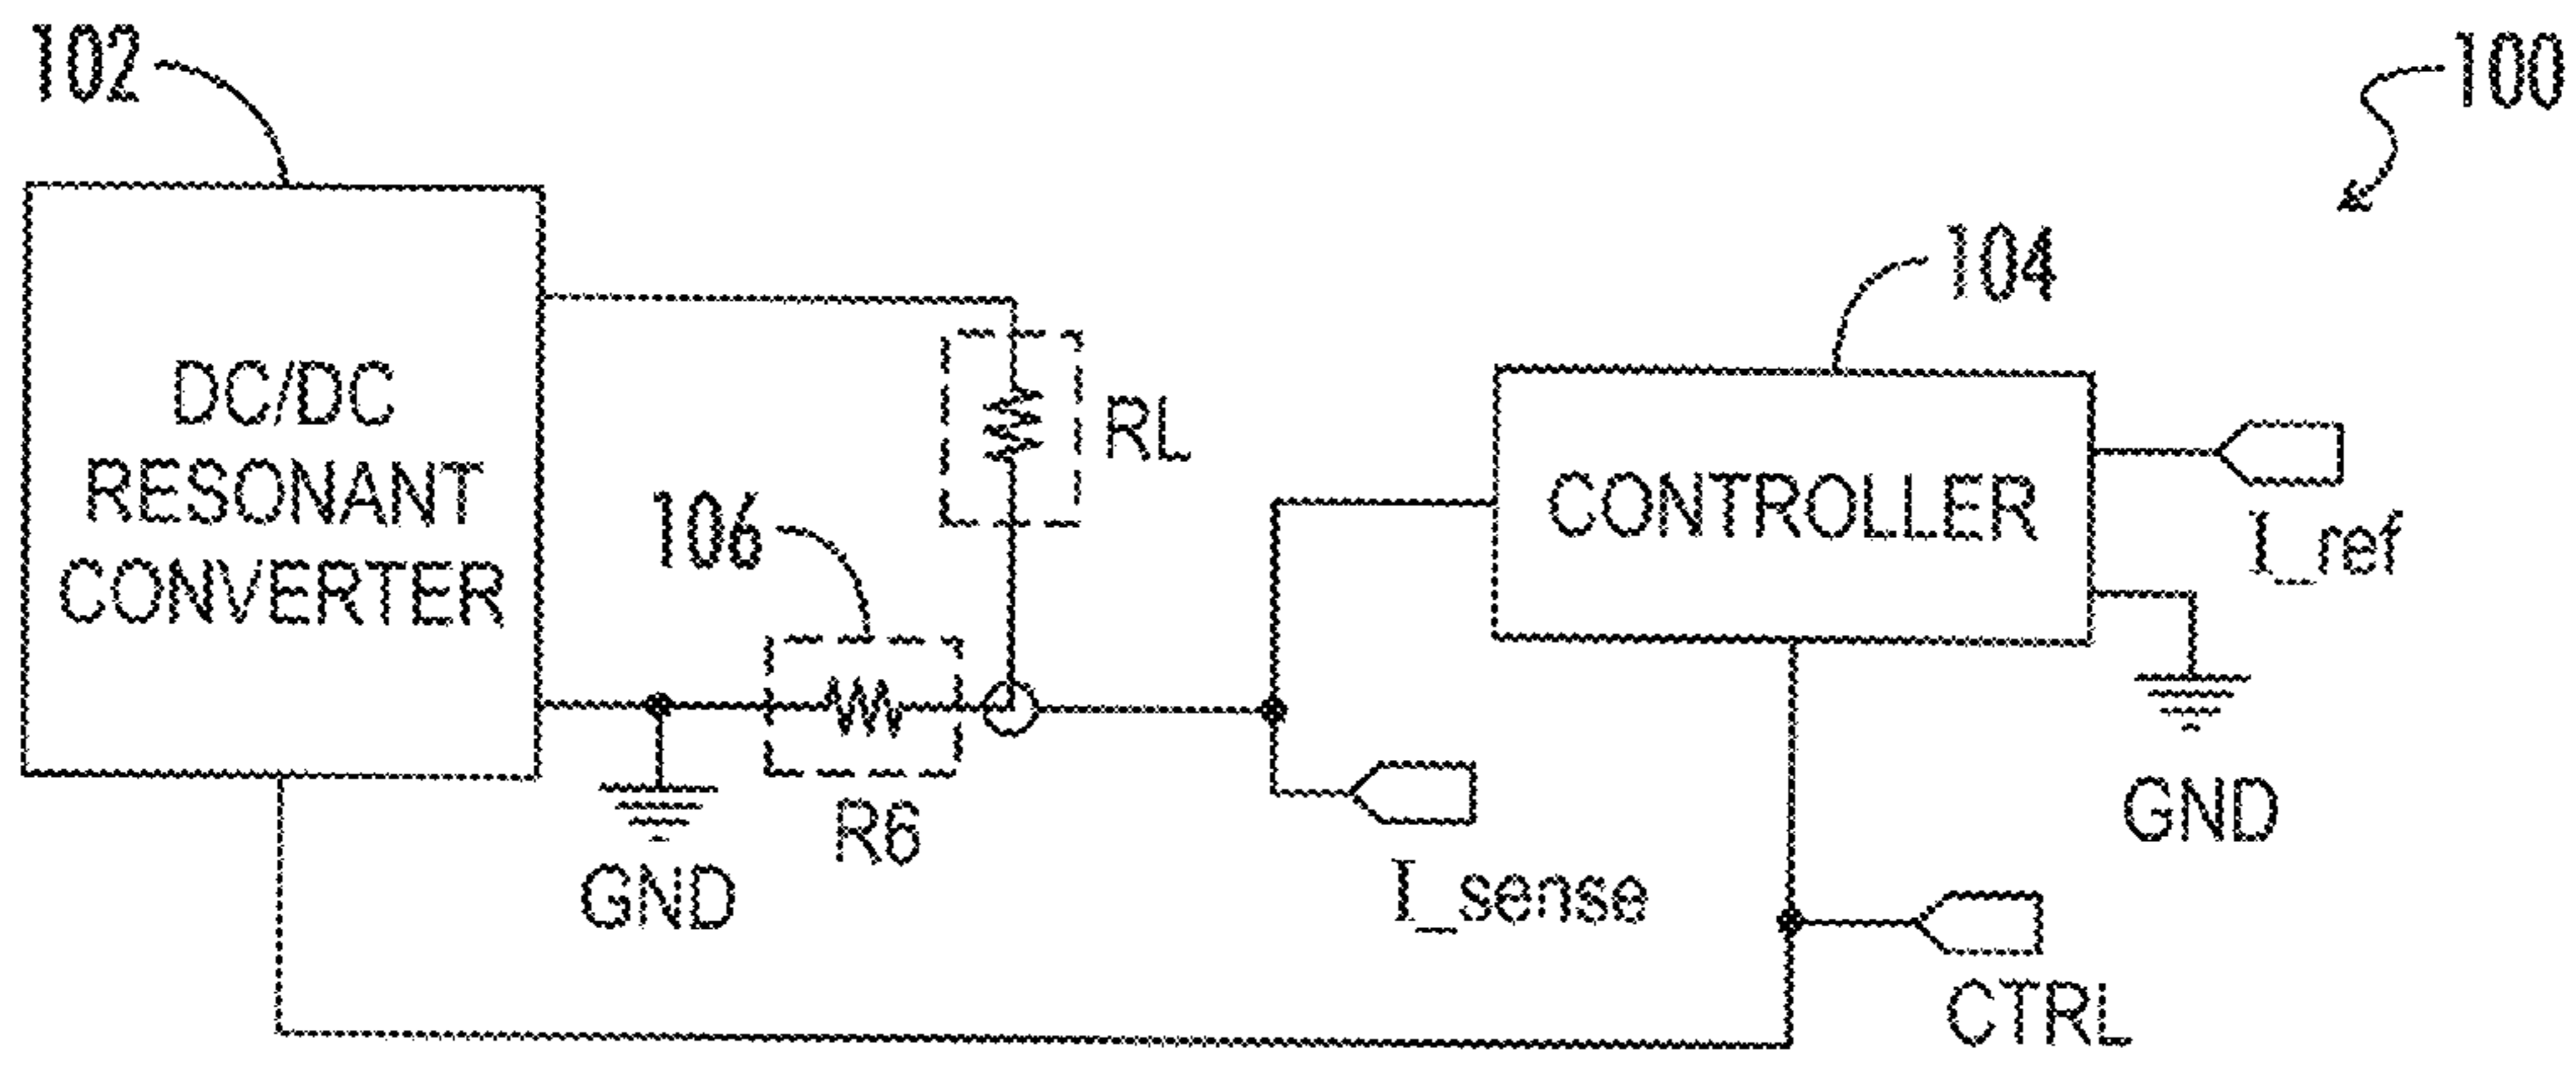 102
100
104
DC/DC
RESONANT
CONVERTER
RL
106
CONTROLLER
I_ref
R6
GND
I_sense
GND
CTRL